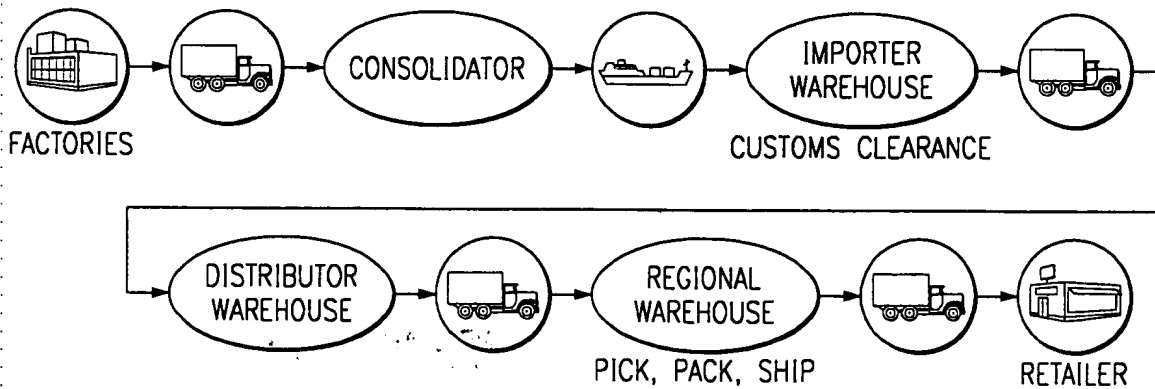 CONSOLIDATOR
IMPORTER
WAREHOUSE
FACTORIES
CUSTOMS CLEARANCE
DISTRIBUTOR
WAREHOUSE
REGIONAL
WAREHOUSE
PICK, PACK, SHIP
RETAILER